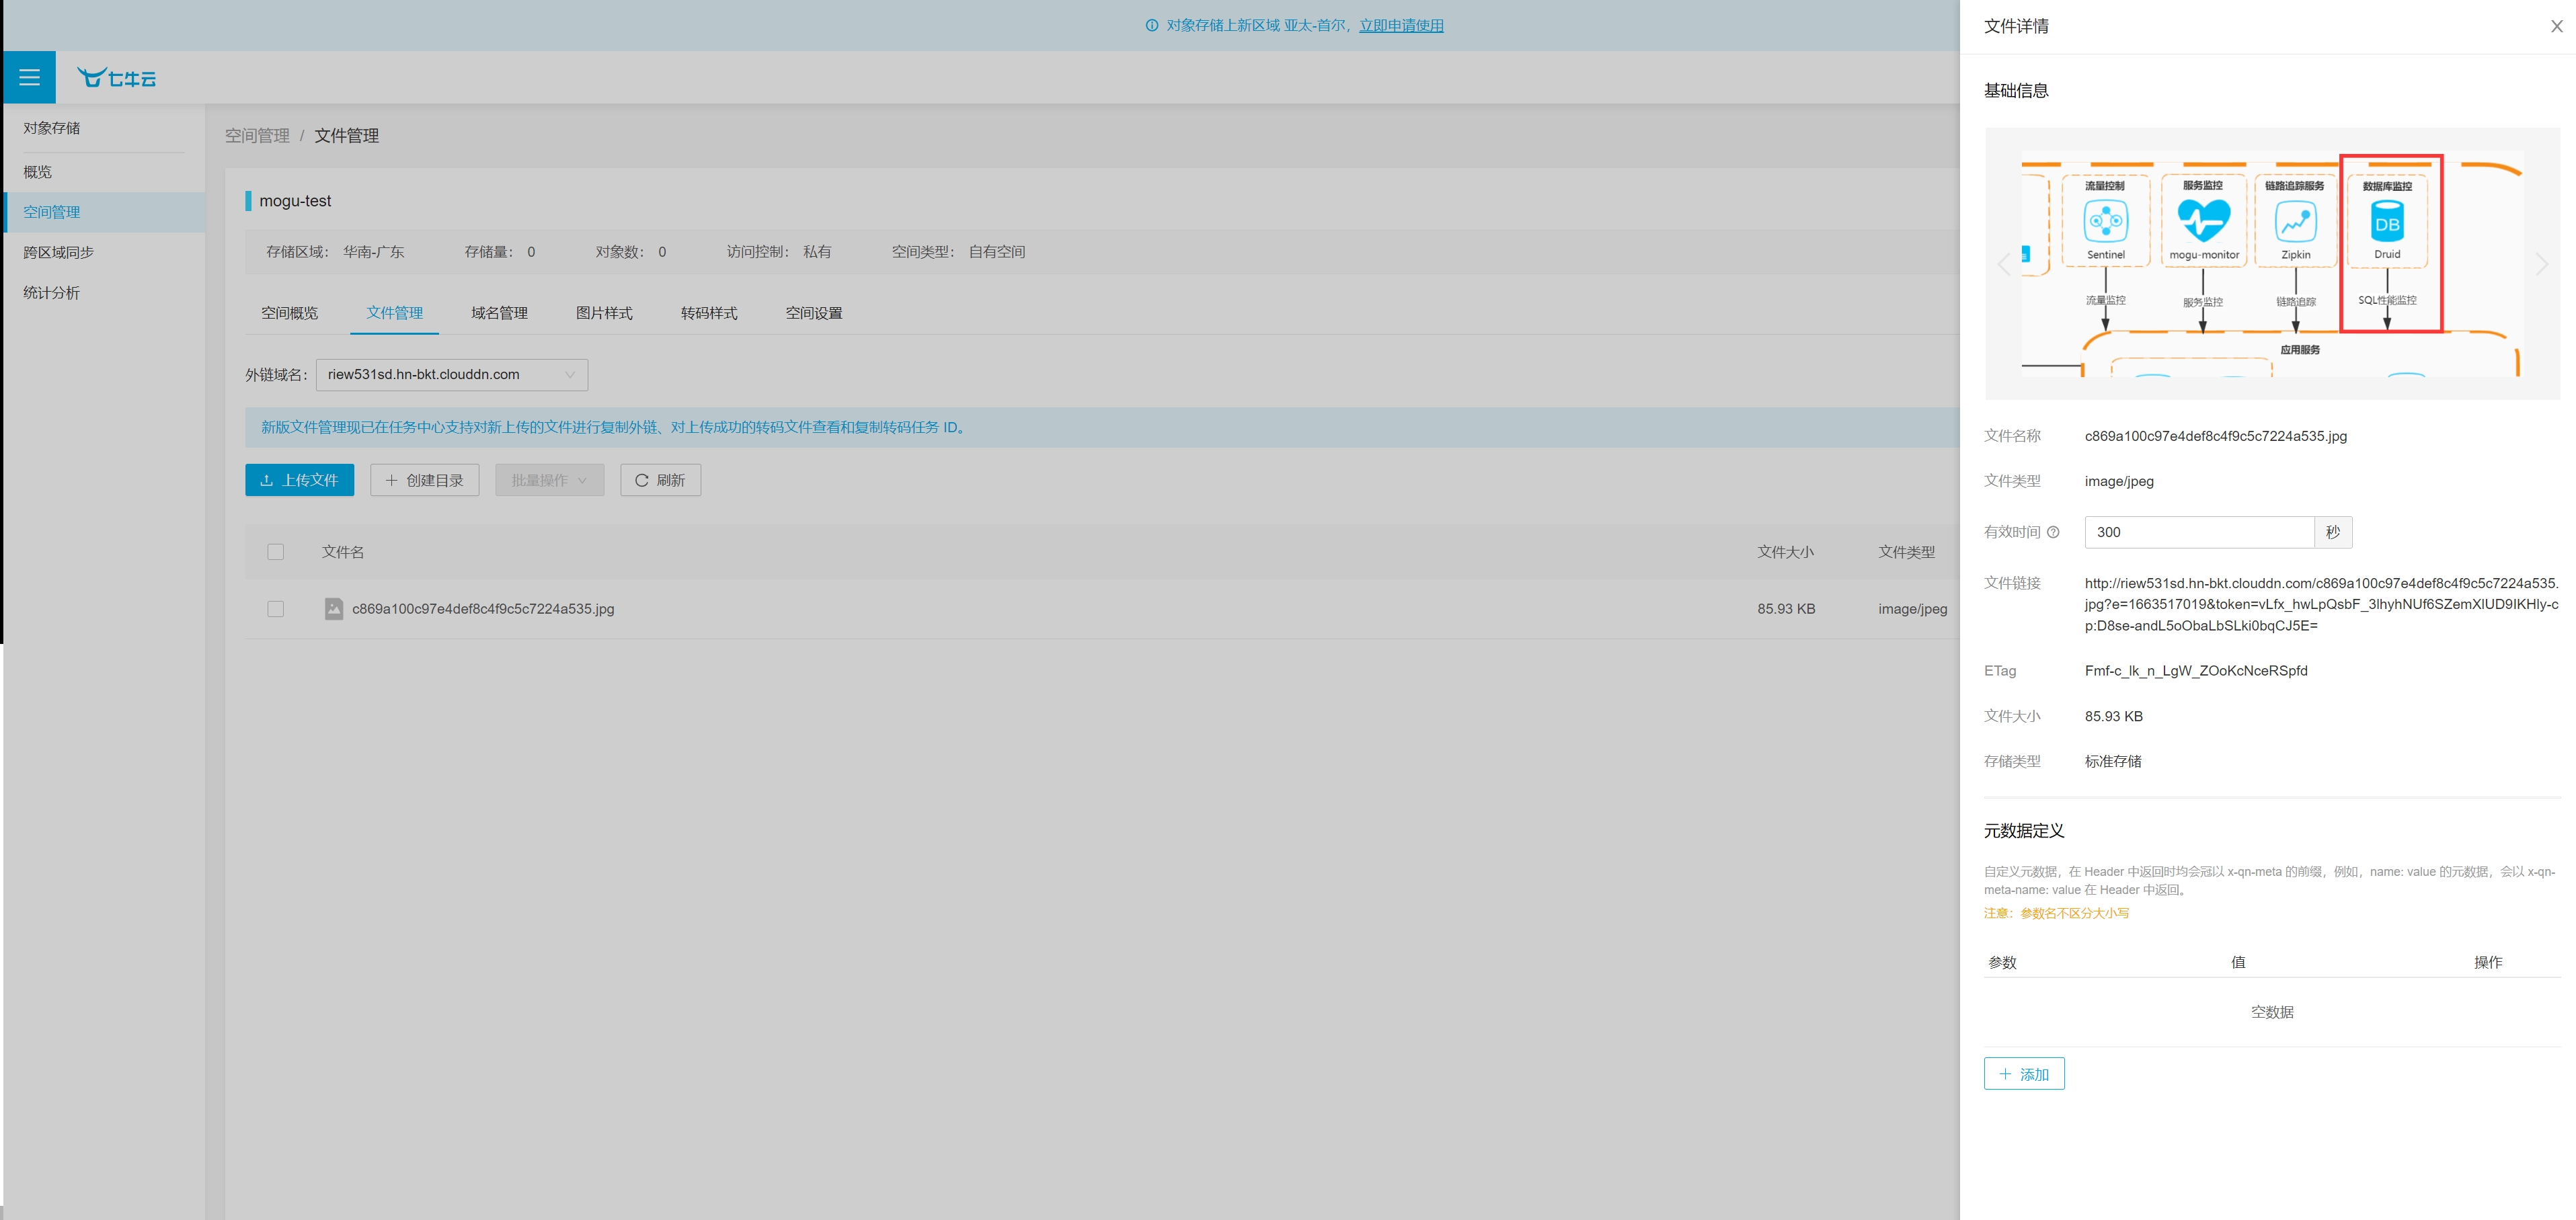 对象存储上新区域 亚太-首尔，立即申请使用
七牛云
对象存储
概览
空间管理
跨区域同步
统计分析
空间管理 / 文件管理
mogu-test
存储区域： 华南-广东 存储量： 0 对象数： 0 访问控制： 私有 空间类型： 自有空间
空间概览 文件管理 域名管理 图片样式 转码样式 空间设置
外链域名： riew531sd.hn-bkt.clouddn.com
新版文件管理现已在任务中心支持对新上传的文件进行复制外链、对上传成功的转码文件查看和复制转码任务 ID。
上传文件 创建目录 批量操作 刷新
文件名 文件大小 文件类型
c869a100c97e4def8c4f9c5c7224a535.jpg 85.93 KB image/jpeg
文件详情
基础信息
流量控制 服务监控 链路追踪服务 数据库监控
DB
Sentinel mogu-monitor Zipkin Druid
流量监控 服务监控 链路追踪 SQL性能监控
应用服务
文件名称 c869a100c97e4def8c4f9c5c7224a535.jpg
文件类型 image/jpeg
有效时间 300 秒
文件链接 http://riew531sd.hn-bkt.clouddn.com/c869a100c97e4def8c4f9c5c7224a535.
jpg?e=1663517019&token=vLfx_hwLpQsbF_3lhyhNUf6SZemXlUD9IKHly-c
p:D8se-andL5oObaLbSLki0bqCJ5E=
ETag Fmf-c_lk_n_LgW_ZOoKcNceRSpfd
文件大小 85.93 KB
存储类型 标准存储
元数据定义
自定义元数据，在 Header 中返回时均会冠以 x-qn-meta 的前缀，例如，name: value 的元数据，会以 x-qn-
meta-name: value 在 Header 中返回。
注意：参数名不区分大小写
参数 值 操作
空数据
添加